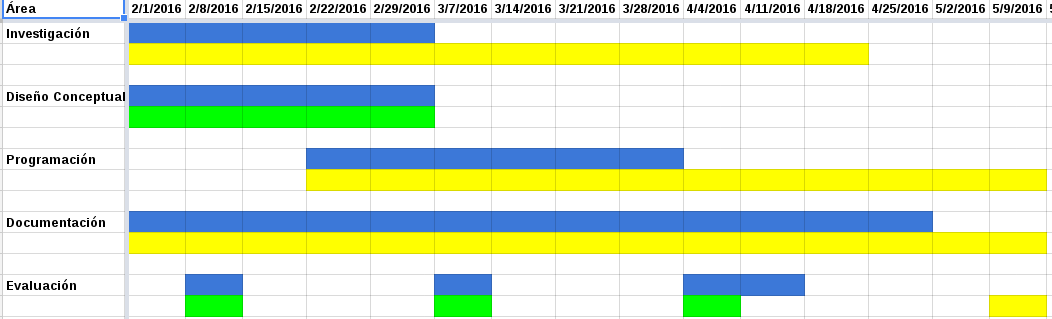 Área 2/1/2016 2/8/2016 2/15/2016 2/22/2016 2/29/2016 3/7/2016 3/14/2016 3/21/2016 3/28/2016 4/4/2016 4/11/2016 4/18/2016 4/25/2016 5/2/2016 5/9/2016
Investigación
Diseño Conceptual
Programación
Documentación
Evaluación